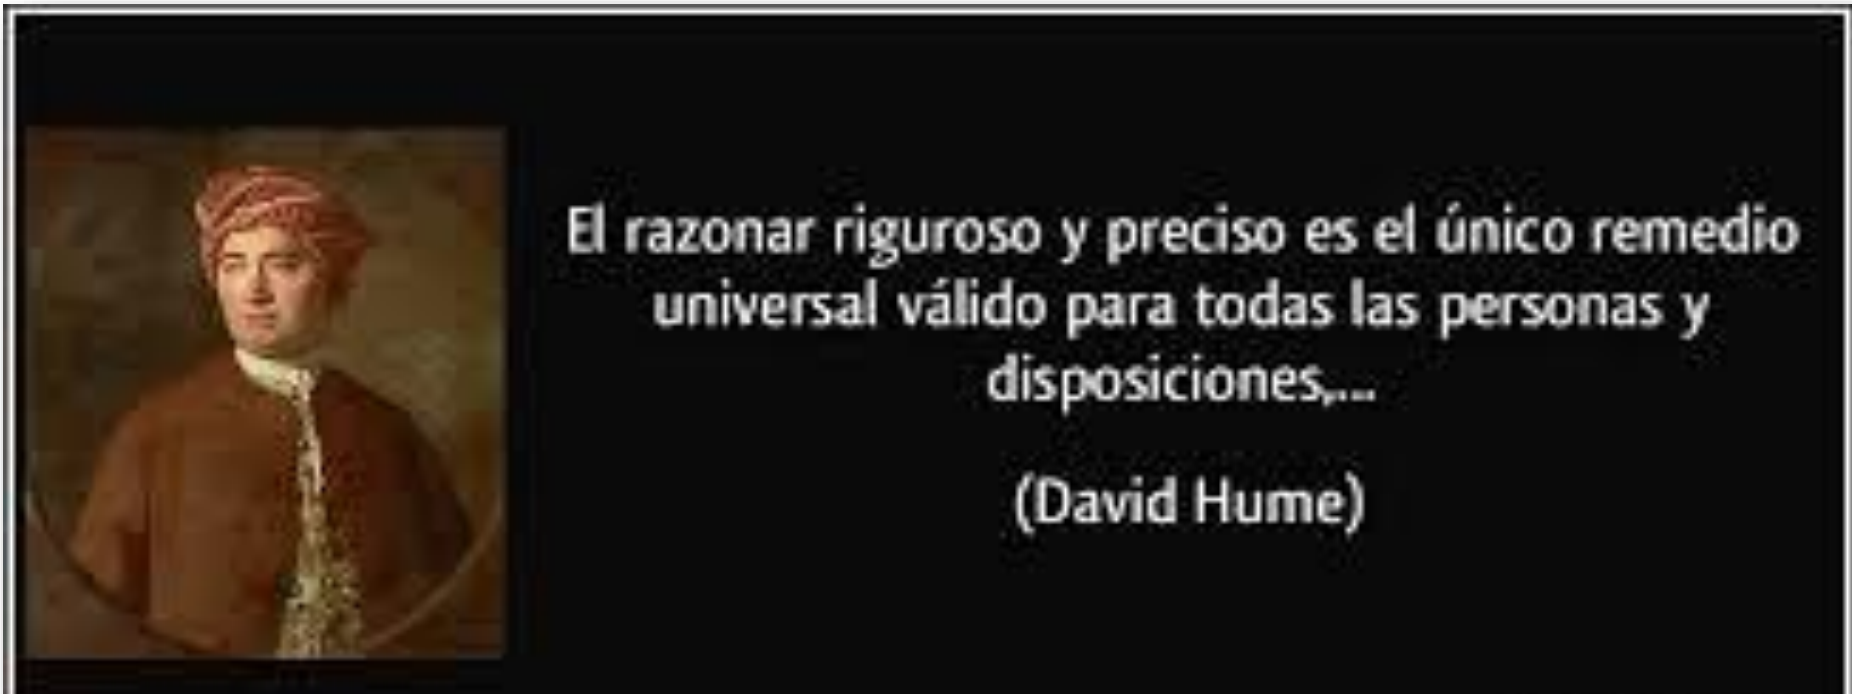 El razonar riguroso y preciso es el único remedio
universal válido para todas las personas y
disposiciones,...
(David Hume)